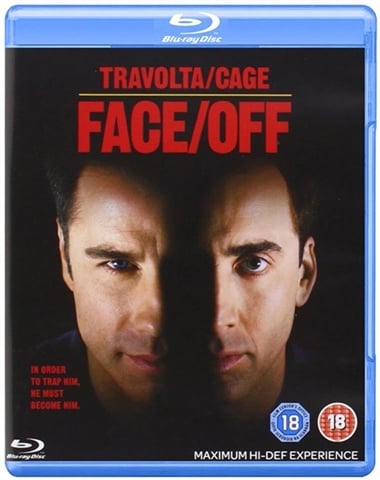 Blu-ray Disc
TRAVOLTA/CAGE
FACE/OFF
IN ORDER
TO TRAP HIM,
HE MUST
BECOME HIM.
18
18
Blu-ray Disc
MAXIMUM HI-DEF EXPERIENCE